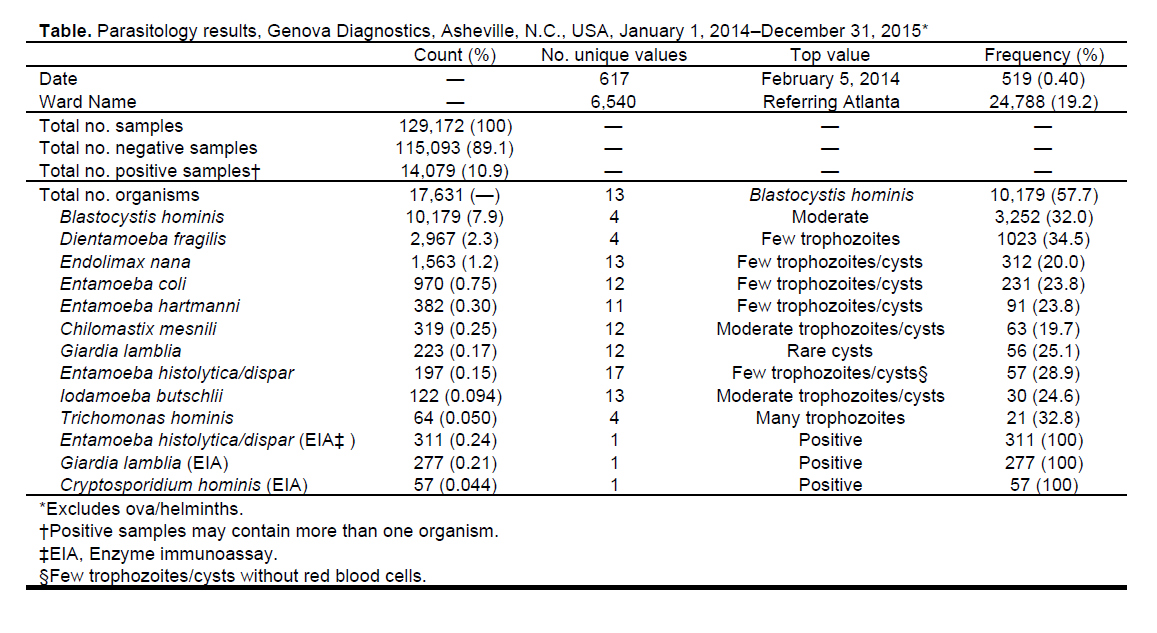 Table. Parasitology results, Genova Diagnostics, Asheville, N.C., USA, January 1, 2014–December 31, 2015*
Count (%) No. unique values Top value Frequency (%)
Date — 617 February 5, 2014 519 (0.40)
Ward Name — 6,540 Referring Atlanta 24,788 (19.2)
Total no. samples 129,172 (100) — — —
Total no. negative samples 115,093 (89.1) — — —
Total no. positive samples† 14,079 (10.9) — — —
Total no. organisms 17,631 (—) 13 Blastocystis hominis 10,179 (57.7)
Blastocystis hominis 10,179 (7.9) 4 Moderate 3,252 (32.0)
Dientamoeba fragilis 2,967 (2.3) 4 Few trophozoites 1023 (34.5)
Endolimax nana 1,563 (1.2) 13 Few trophozoites/cysts 312 (20.0)
Entamoeba coli 970 (0.75) 12 Few trophozoites/cysts 231 (23.8)
Entamoeba hartmanni 382 (0.30) 11 Few trophozoites/cysts 91 (23.8)
Chilomastix mesnili 319 (0.25) 12 Moderate trophozoites/cysts 63 (19.7)
Giardia lamblia 223 (0.17) 12 Rare cysts 56 (25.1)
Entamoeba histolytica/dispar 197 (0.15) 17 Few trophozoites/cysts§ 57 (28.9)
Iodamoeba butschlii 122 (0.094) 13 Moderate trophozoites/cysts 30 (24.6)
Trichomonas hominis 64 (0.050) 4 Many trophozoites 21 (32.8)
Entamoeba histolytica/dispar (EIA‡ ) 311 (0.24) 1 Positive 311 (100)
Giardia lamblia (EIA) 277 (0.21) 1 Positive 277 (100)
Cryptosporidium hominis (EIA) 57 (0.044) 1 Positive 57 (100)
*Excludes ova/helminths.
†Positive samples may contain more than one organism.
‡EIA, Enzyme immunoassay.
§Few trophozoites/cysts without red blood cells.